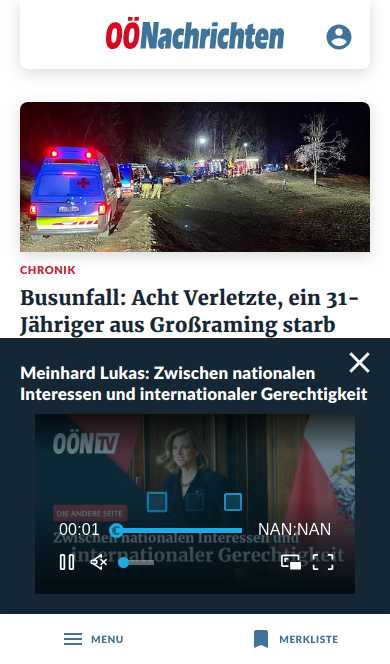 OÖNachrichten
CHRONIK
Busunfall: Acht Verletzte, ein 31-
Jähriger aus Großraming starb
Meinhard Lukas: Zwischen nationalen
Interessen und internationaler Gerechtigkeit
OÖN TV
DIE ANDERE SEITE
00:01
NAN:NAN
Zwischen nationalen Interessen und
internationaler Gerechtigkeit
MENU
MERKLISTE